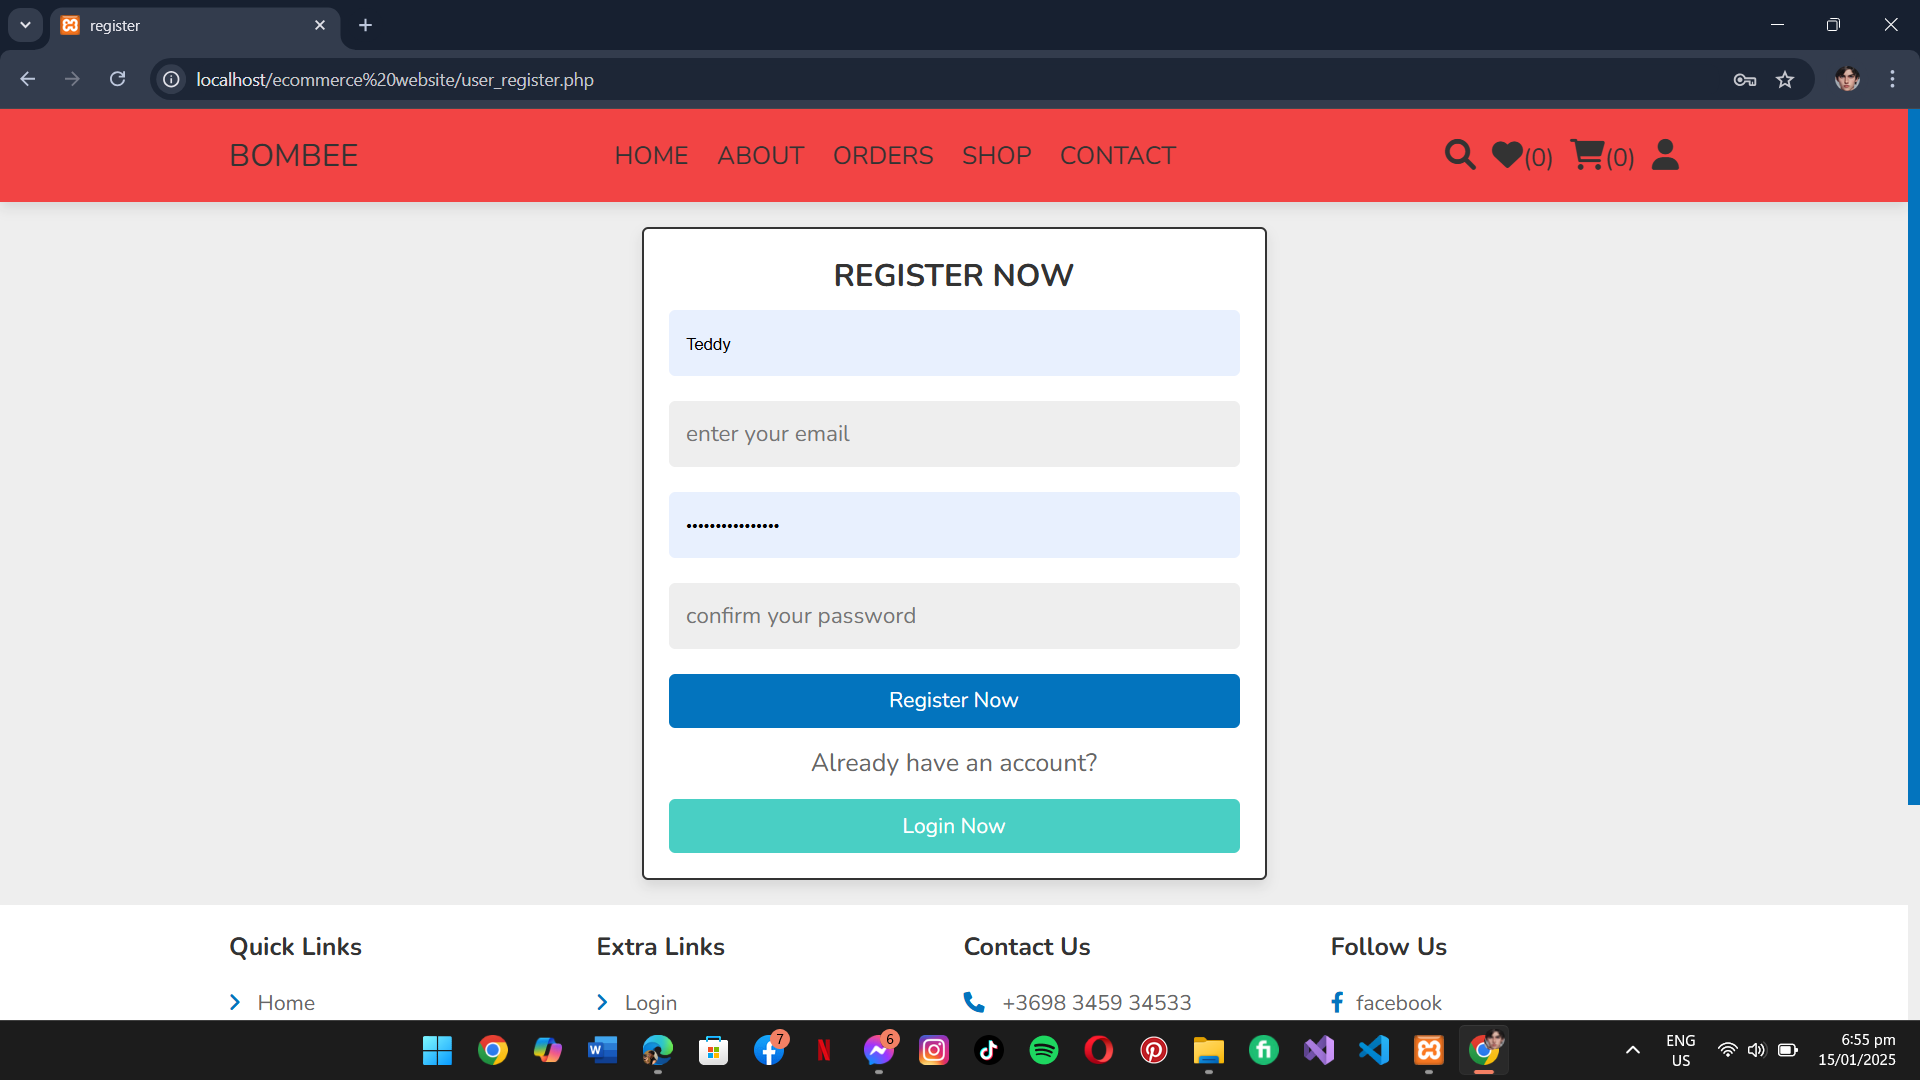 register
localhost/ecommerce%20website/user_register.php
BOMBEE HOME ABOUT ORDERS SHOP CONTACT (0) (0)
REGISTER NOW
Teddy
enter your email
••••••••••••••••
confirm your password
Register Now
Already have an account?
Login Now
Quick Links Extra Links Contact Us Follow Us
Home Login +3698 3459 34533 facebook
7 6
ENG 6:55 pm
US 15/01/2025